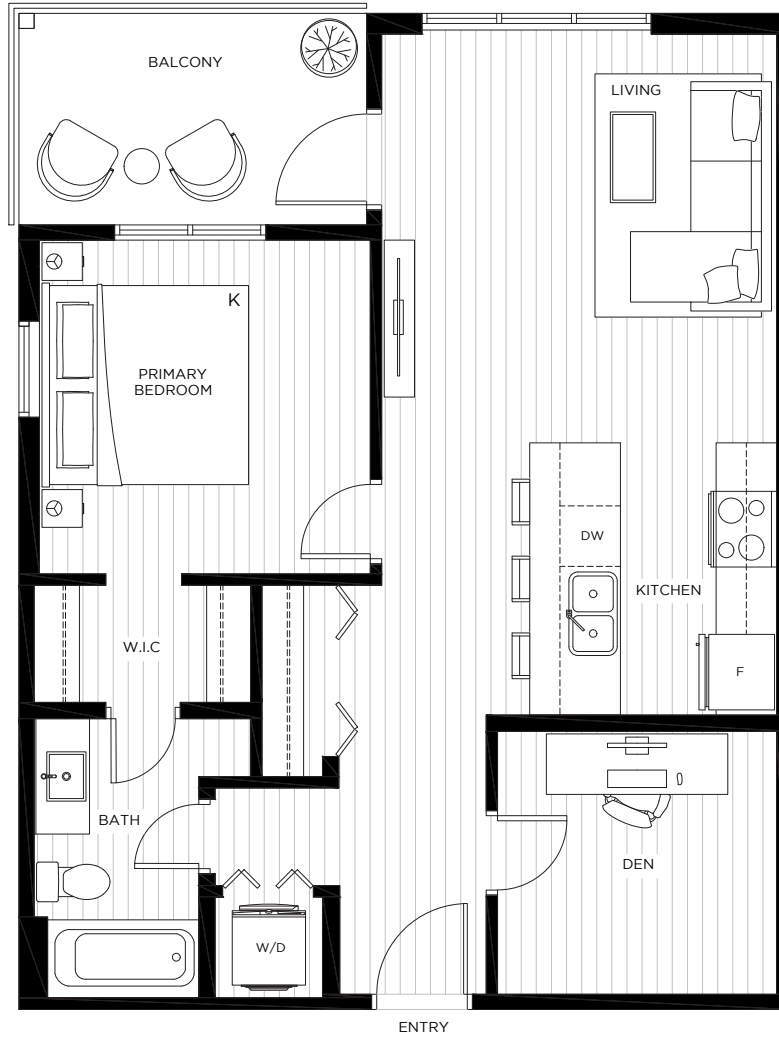 BALCONY
LIVING
K
PRIMARY
BEDROOM
DW
KITCHEN
W.I.C
F
BATH
DEN
W/D
ENTRY